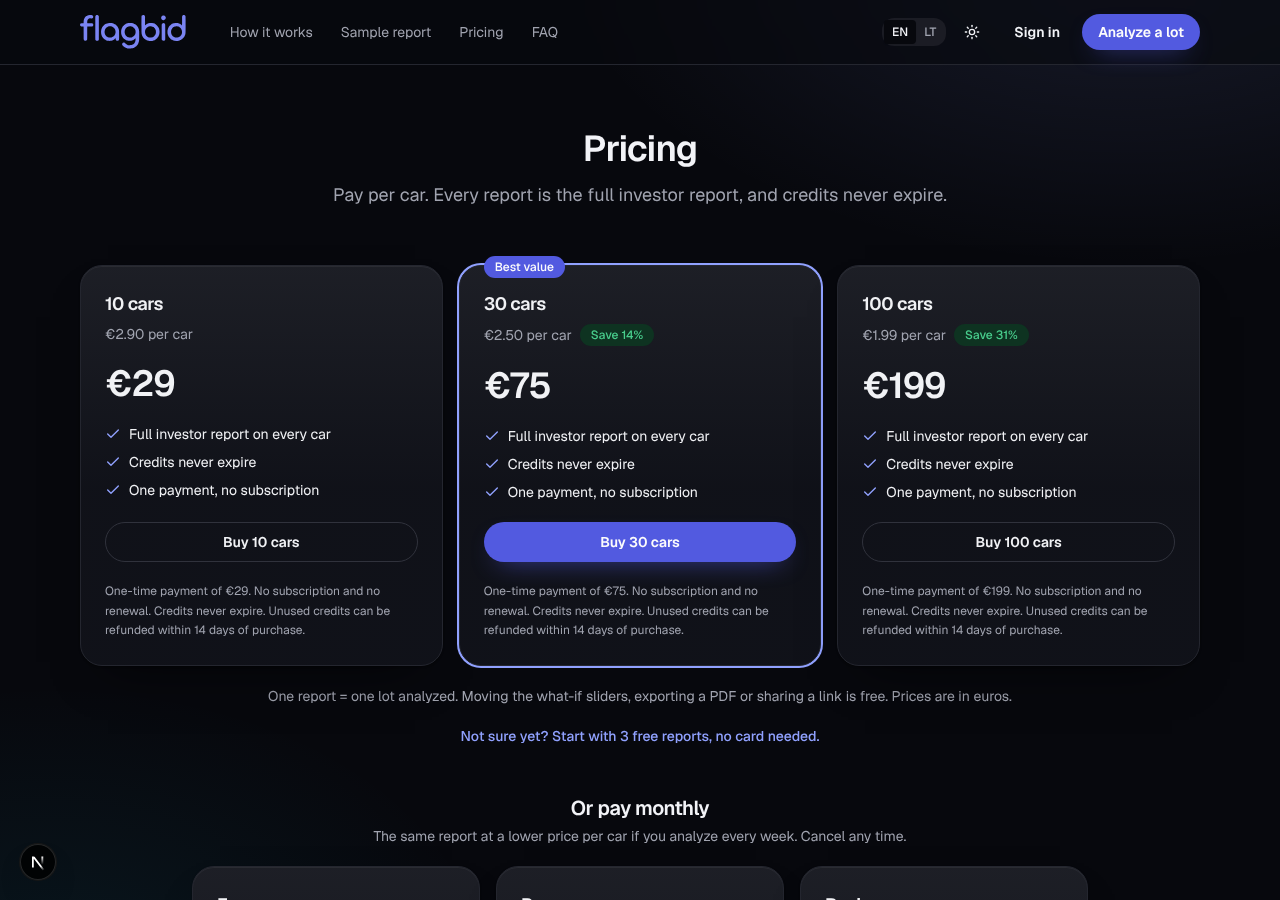 flagbid
How it works
Sample report
Pricing
FAQ
EN
LT
Sign in
Analyze a lot
Pricing
Pay per car. Every report is the full investor report, and credits never expire.
10 cars
€2.90 per car
€29
Full investor report on every car
Credits never expire
One payment, no subscription
Buy 10 cars
One-time payment of €29. No subscription and no
renewal. Credits never expire. Unused credits can be
refunded within 14 days of purchase.
Best value
30 cars
€2.50 per car
Save 14%
€75
Full investor report on every car
Credits never expire
One payment, no subscription
Buy 30 cars
One-time payment of €75. No subscription and no
renewal. Credits never expire. Unused credits can be
refunded within 14 days of purchase.
100 cars
€1.99 per car
Save 31%
€199
Full investor report on every car
Credits never expire
One payment, no subscription
Buy 100 cars
One-time payment of €199. No subscription and no
renewal. Credits never expire. Unused credits can be
refunded within 14 days of purchase.
One report = one lot analyzed. Moving the what-if sliders, exporting a PDF or sharing a link is free. Prices are in euros.
Not sure yet? Start with 3 free reports, no card needed.
Or pay monthly
The same report at a lower price per car if you analyze every week. Cancel any time.
N